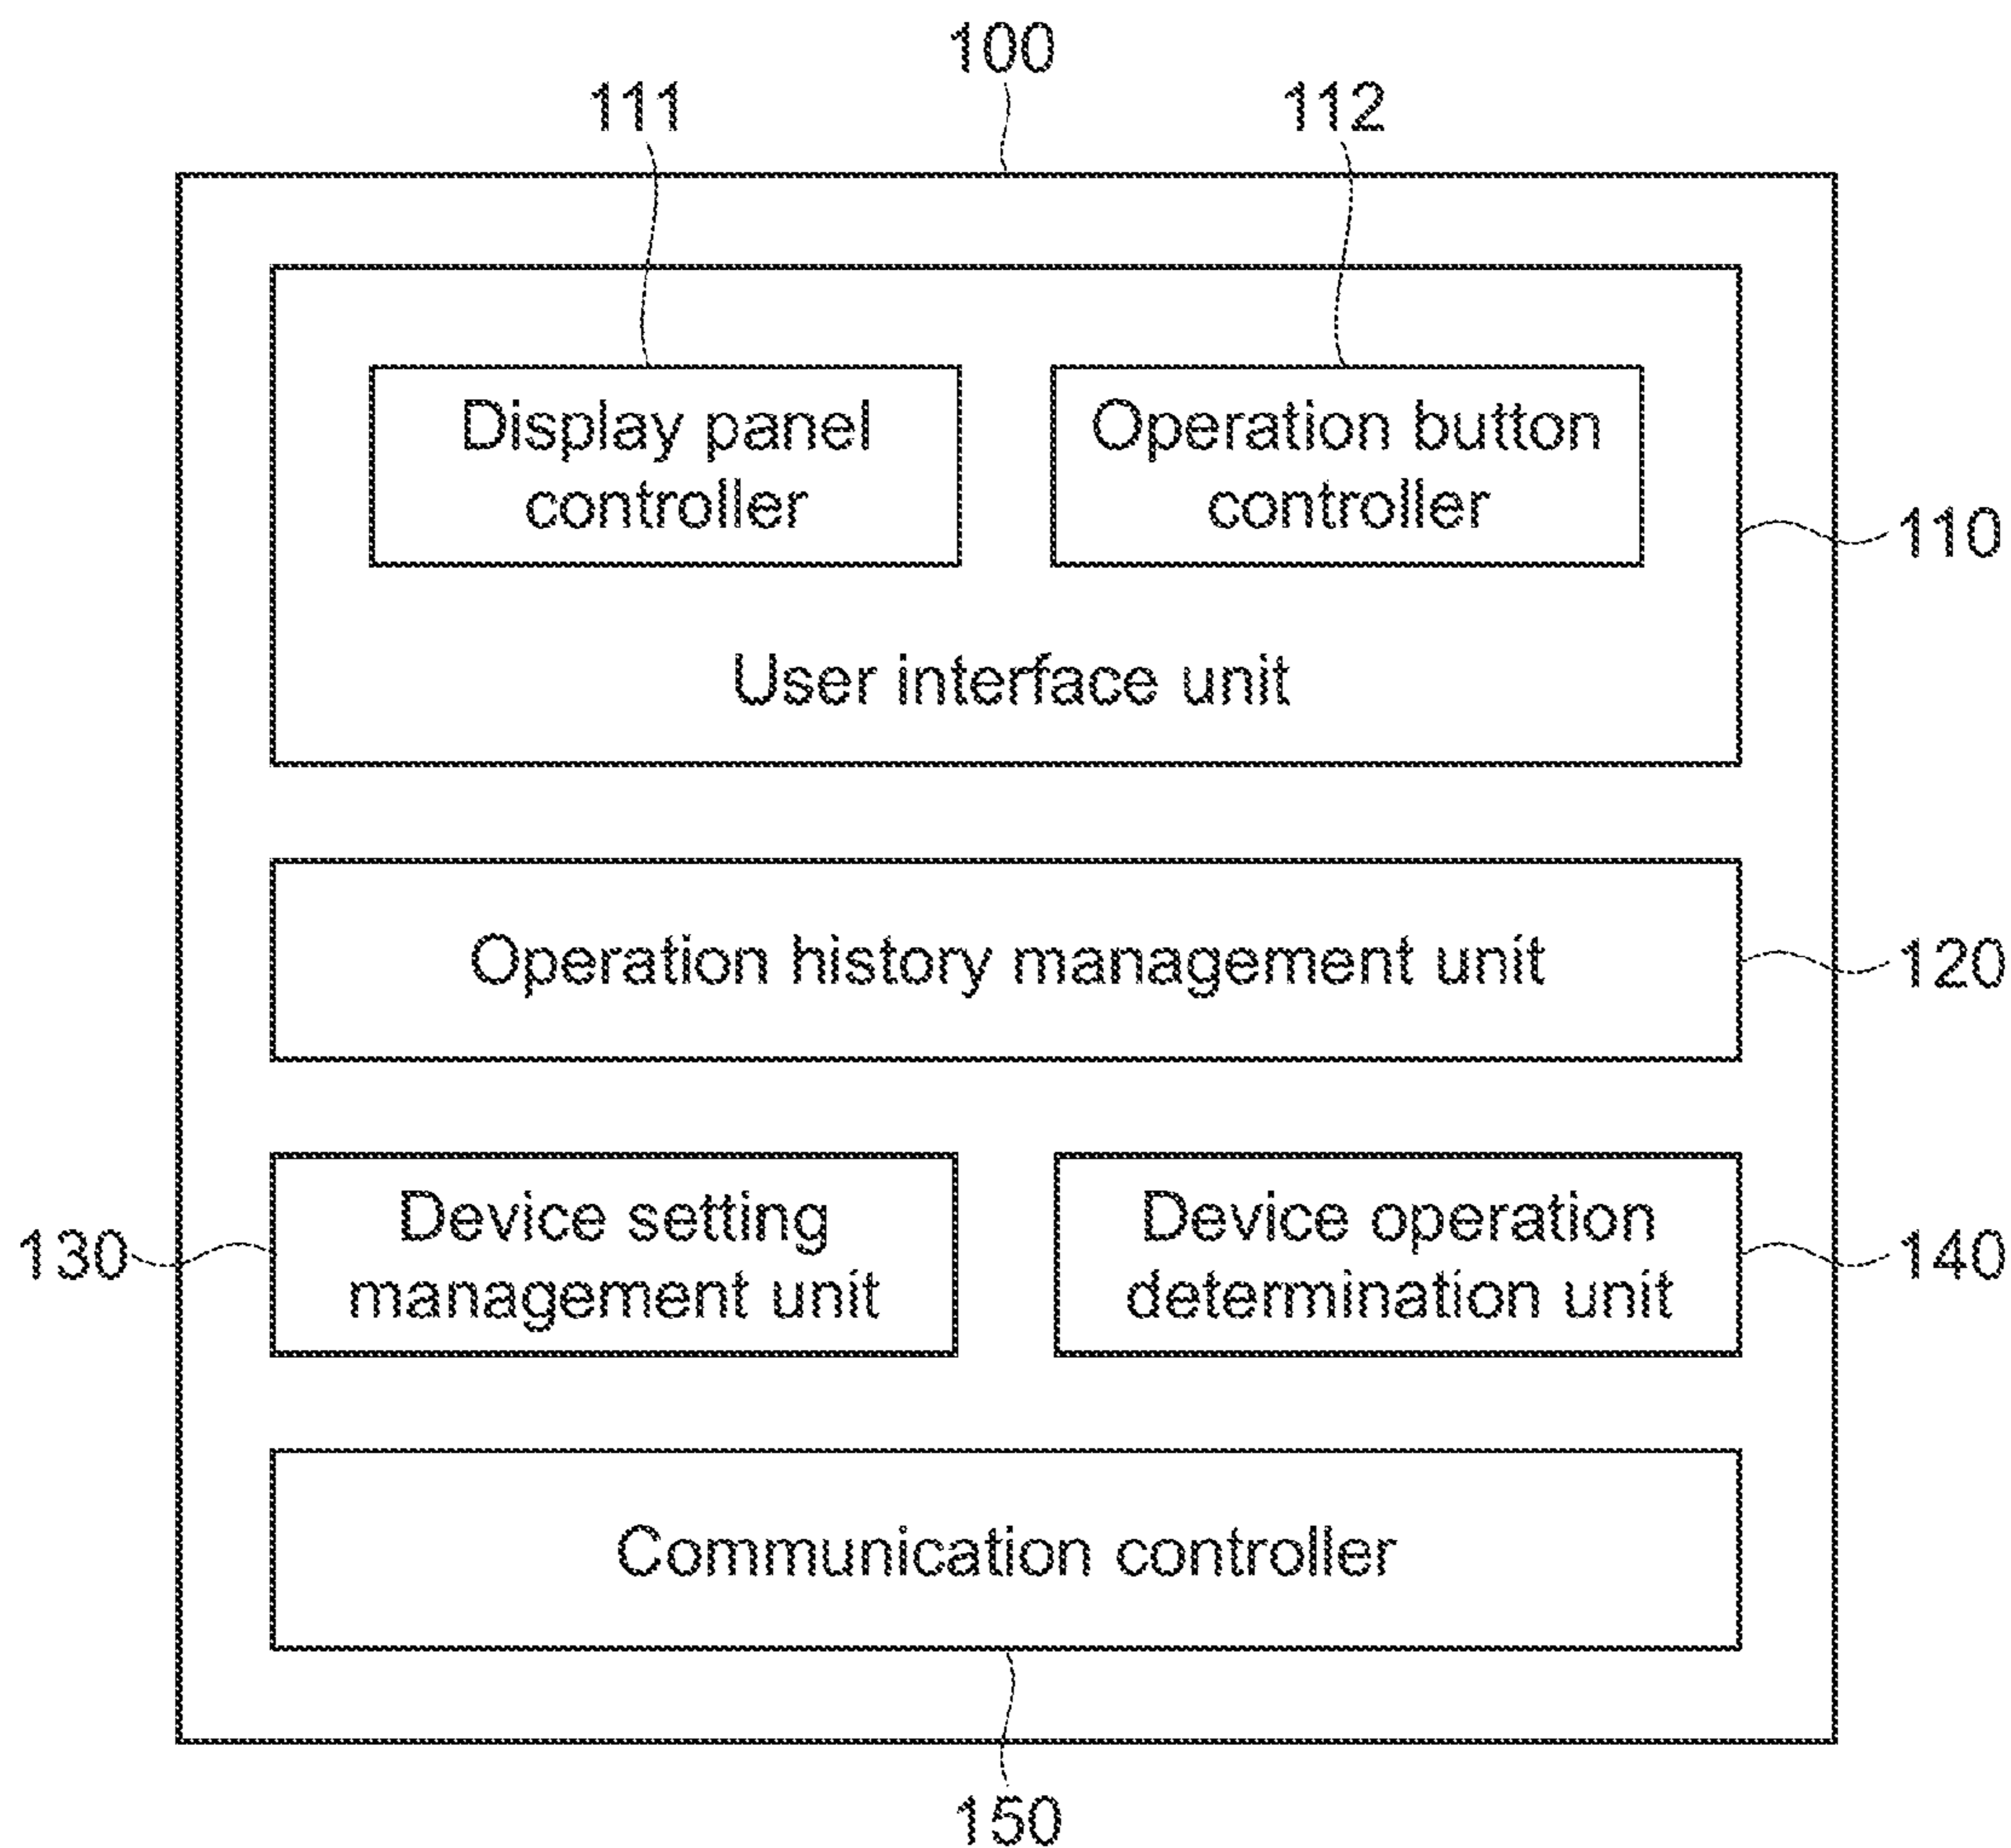 100
111
112
Display panel
controller
Operation button
controller
110
User interface unit
Operation history management unit
120
130
Device setting
management unit
Device operation
determination unit
140
Communication controller
150